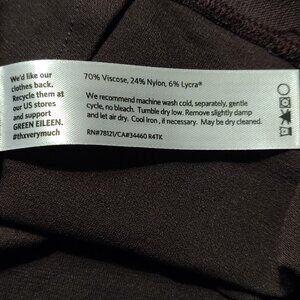 We'd like our
clothes back.
Recycle them at
our US stores
and support
GREEN EILEEN.
#thxverymuch
70% Viscose, 24% Nylon, 6% Lycra®
We recommend machine wash cold, separately, gentle
cycle, no bleach. Tumble dry low. Remove slightly damp
and let air dry. Cool Iron, if necessary. May be dry cleaned.
RN#78121/CA#34460 R4TK